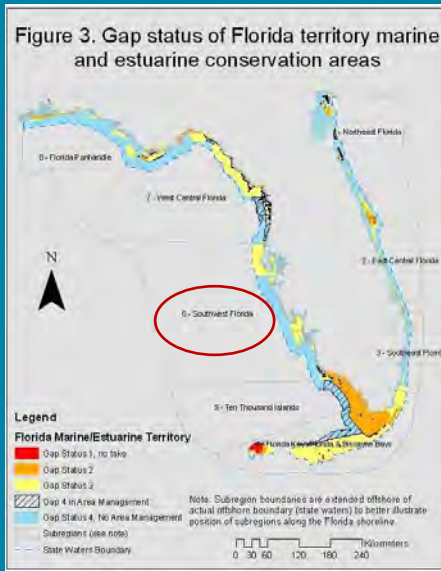 Figure 3. Gap status of Florida territory marine
and estuarine conservation areas
1 - Northeast Florida
8 - Florida Panhandle
7 - West Central Florida
2 - East Central Florida
N
6 - Southwest Florida
3 - Southeast Florida
5 - Ten Thousand Islands
Florida Keys
Florida & Biscayne Bays
Legend
Florida Marine/Estuarine Territory
Gap Status 1, no take
Gap Status 2
Gap Status 3
Gap 4 in Area Management
Gap Status 4, No Area Management
Subregions (see note)
State Waters Boundary
Note: Subregion boundaries are extended offshore of
actual offshore boundary (state waters) to better illustrate
position of subregions along the Florida shoreline.
Kilometers
0 30 60 120 180 240